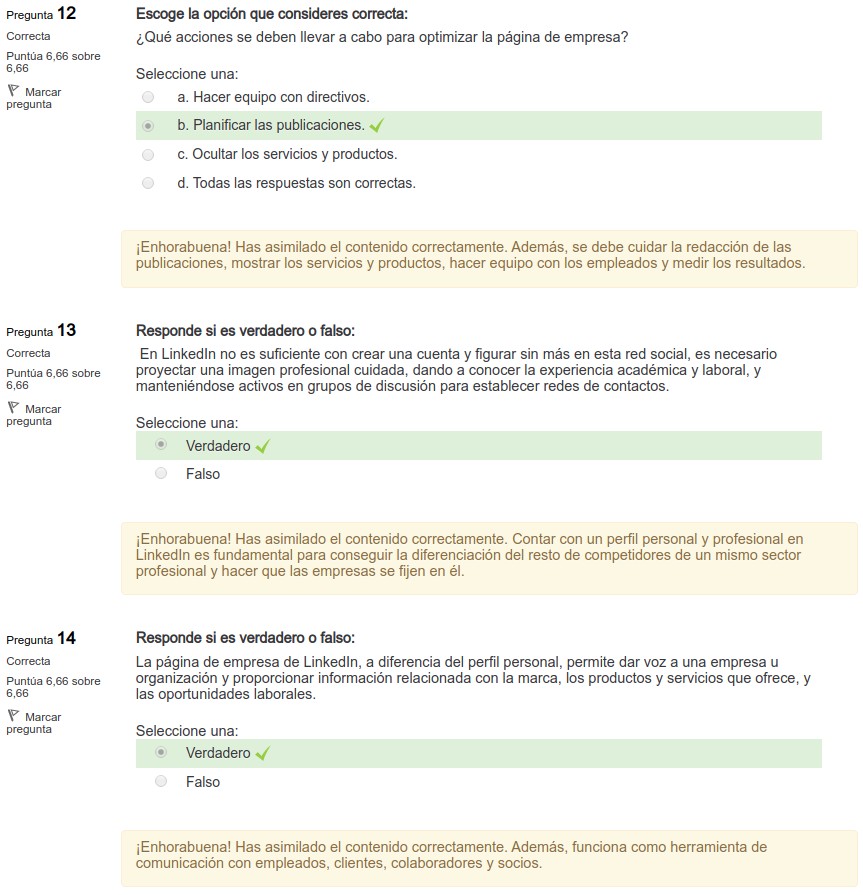 Pregunta 12
Correcta
Puntúa 6,66 sobre
6,66
Marcar
pregunta
Escoge la opción que consideres correcta:
¿Qué acciones se deben llevar a cabo para optimizar la página de empresa?
Seleccione una:
a. Hacer equipo con directivos.
b. Planificar las publicaciones.
c. Ocultar los servicios y productos.
d. Todas las respuestas son correctas.
¡Enhorabuena! Has asimilado el contenido correctamente. Además, se debe cuidar la redacción de las
publicaciones, mostrar los servicios y productos, hacer equipo con los empleados y medir los resultados.
Pregunta 13
Correcta
Puntúa 6,66 sobre
6,66
Marcar
pregunta
Responde si es verdadero o falso:
En LinkedIn no es suficiente con crear una cuenta y figurar sin más en esta red social, es necesario
proyectar una imagen profesional cuidada, dando a conocer la experiencia académica y laboral, y
manteniéndose activos en grupos de discusión para establecer redes de contactos.
Seleccione una:
Verdadero
Falso
¡Enhorabuena! Has asimilado el contenido correctamente. Contar con un perfil personal y profesional en
LinkedIn es fundamental para conseguir la diferenciación del resto de competidores de un mismo sector
profesional y hacer que las empresas se fijen en él.
Pregunta 14
Correcta
Puntúa 6,66 sobre
6,66
Marcar
pregunta
Responde si es verdadero o falso:
La página de empresa de LinkedIn, a diferencia del perfil personal, permite dar voz a una empresa u
organización y proporcionar información relacionada con la marca, los productos y servicios que ofrece, y
las oportunidades laborales.
Seleccione una:
Verdadero
Falso
¡Enhorabuena! Has asimilado el contenido correctamente. Además, funciona como herramienta de
comunicación con empleados, clientes, colaboradores y socios.